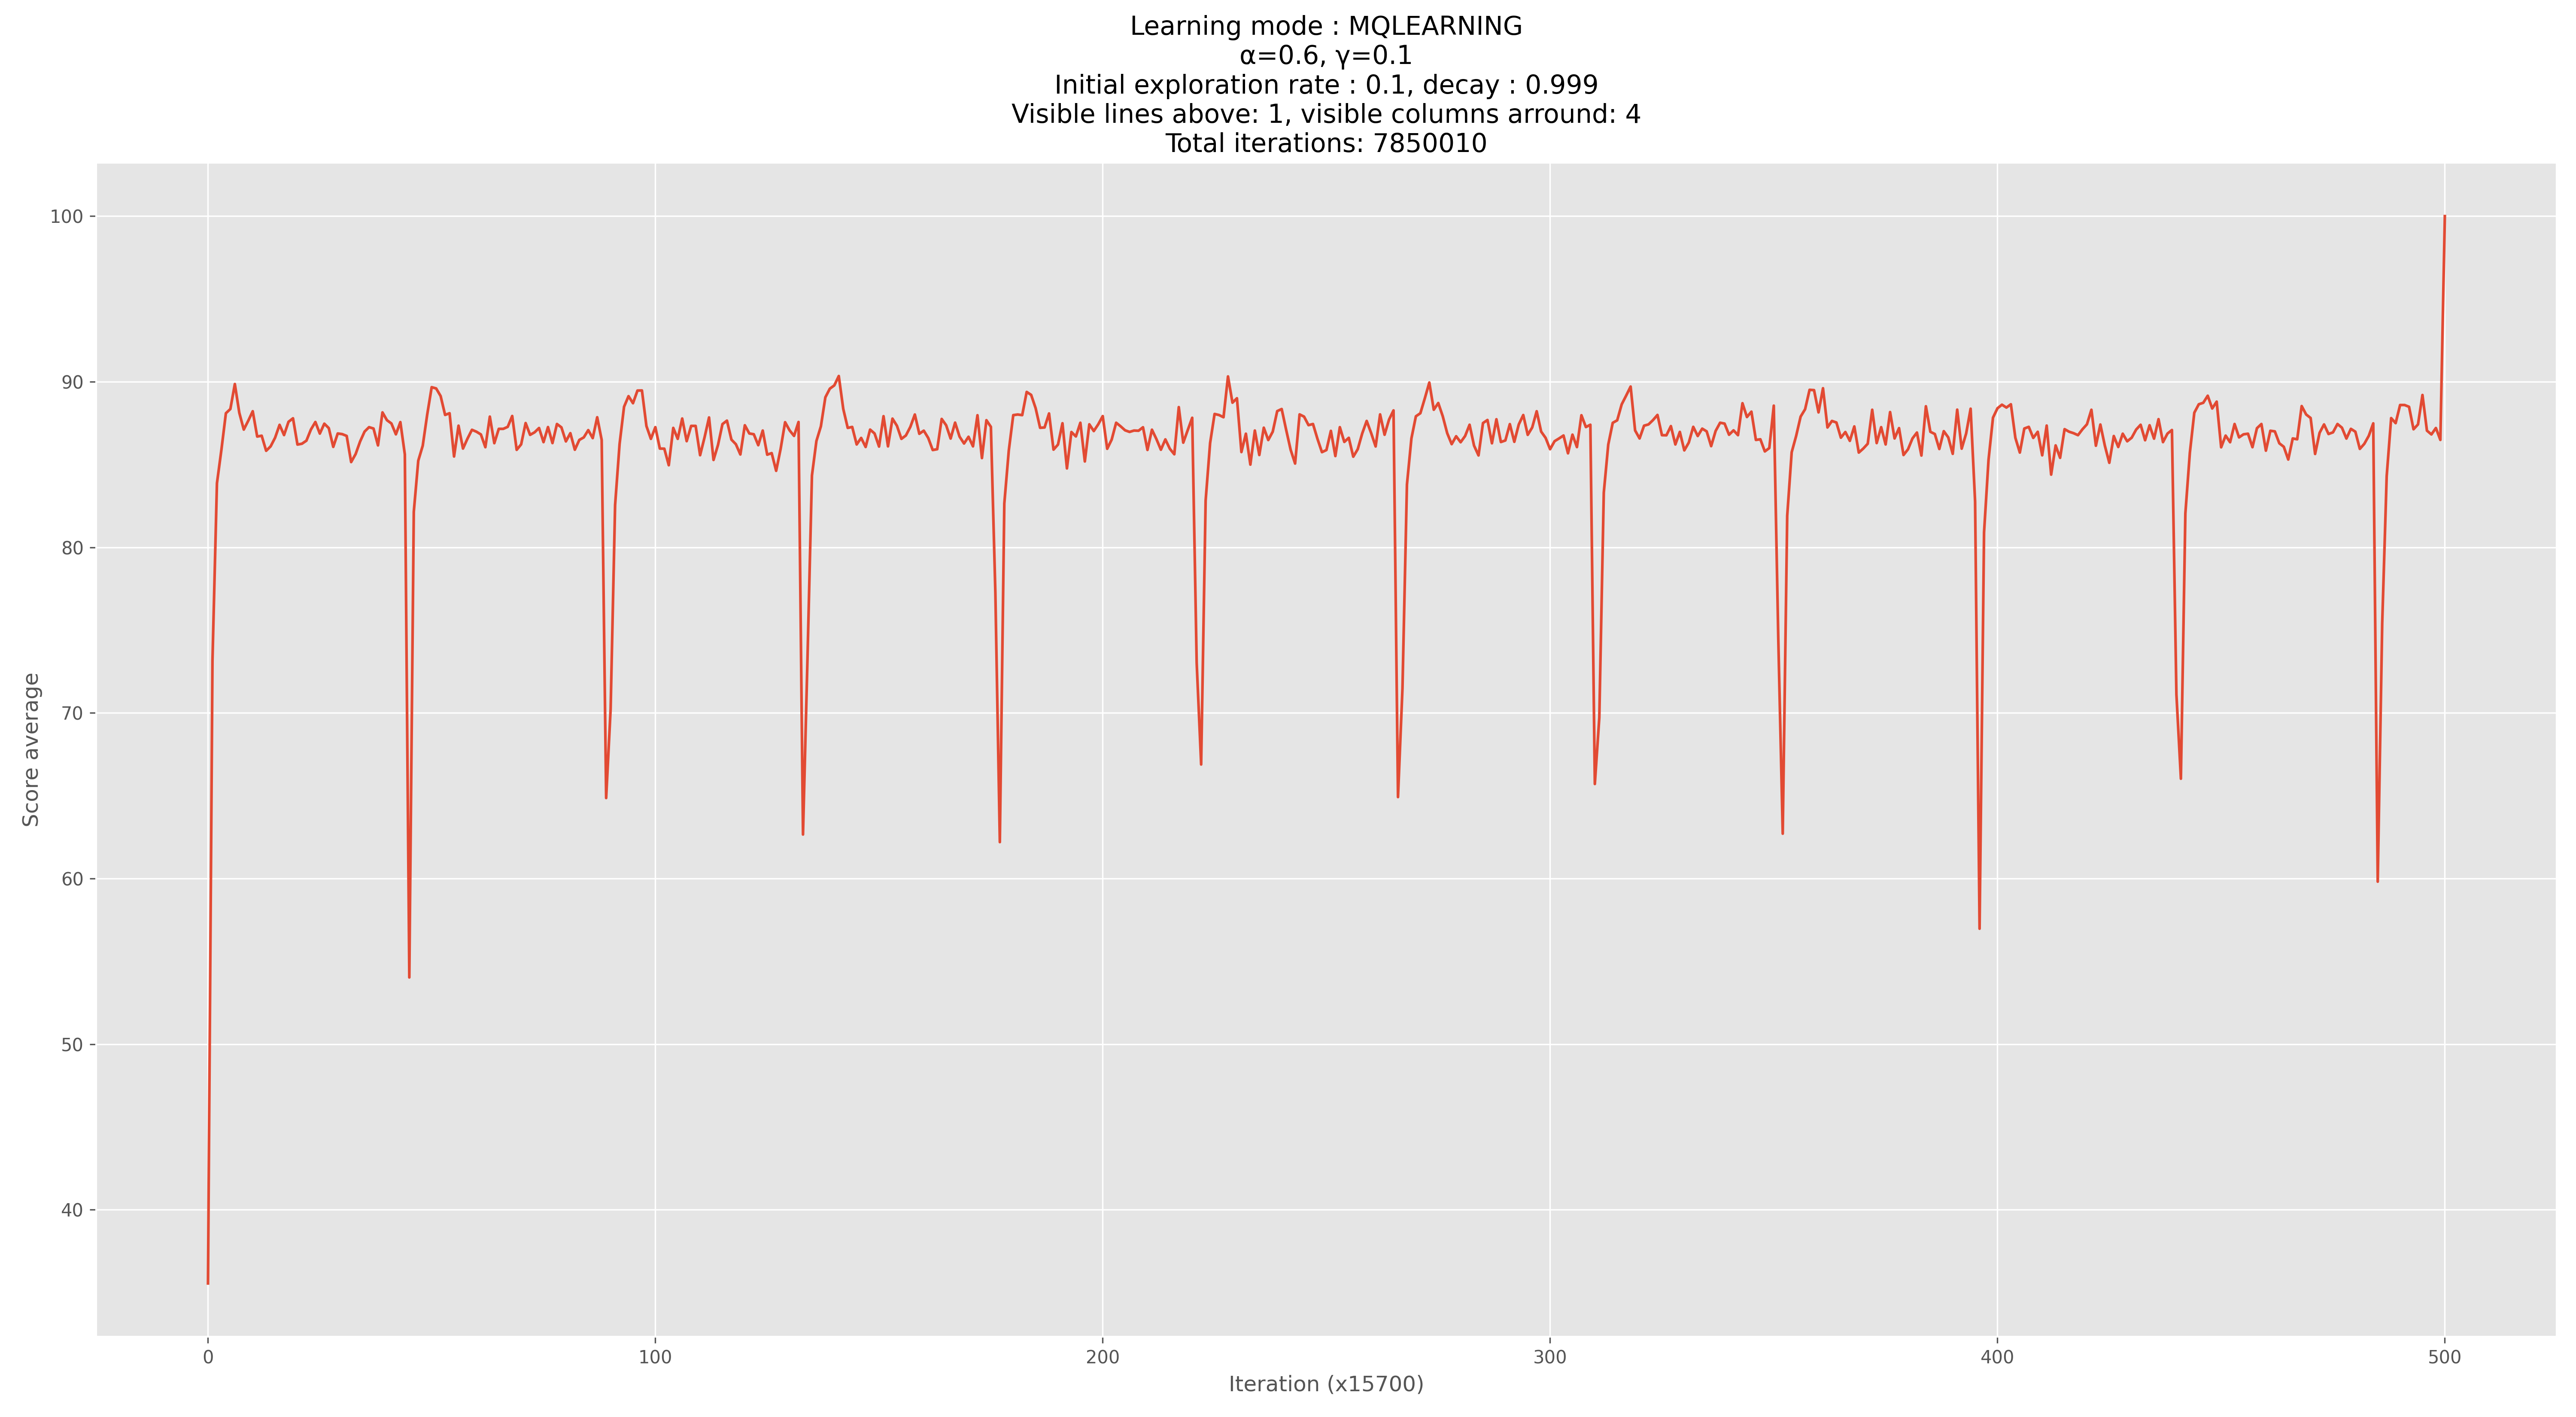 Learning mode : MQLEARNING
α=0.6, γ=0.1
Initial exploration rate : 0.1, decay : 0.999
Visible lines above: 1, visible columns arround: 4
Total iterations: 7850010
100
90
80
70
60
50
40
Score average
0 100 200 300 400 500
Iteration (x15700)